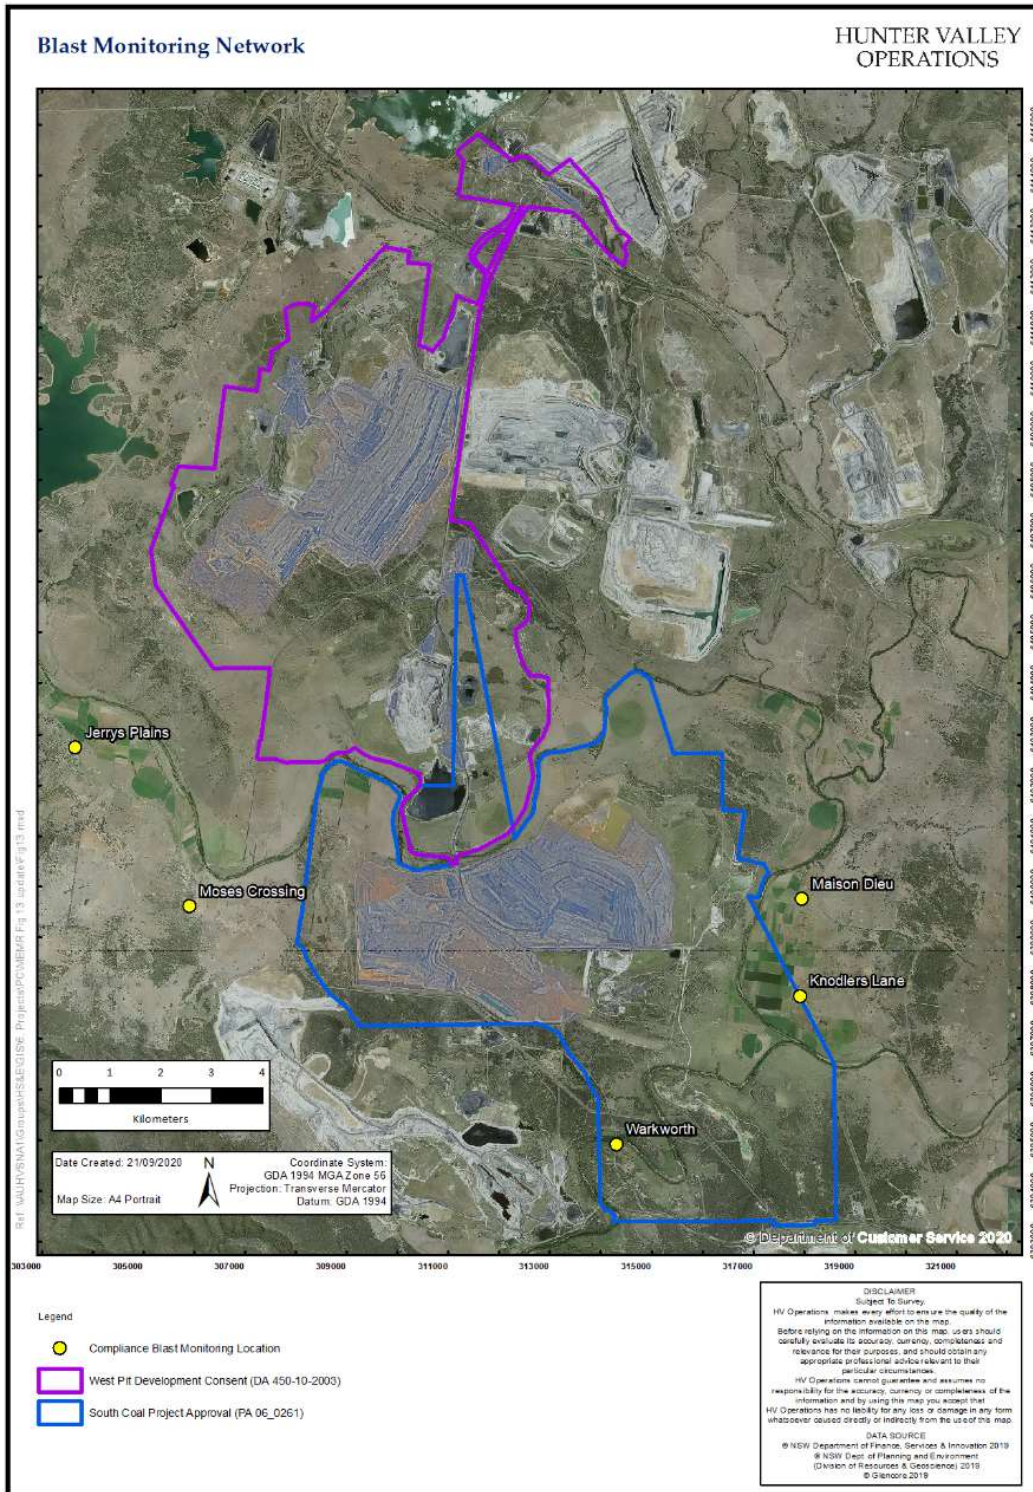 Blast Monitoring Network
HUNTER VALLEY
OPERATIONS
Jerrys Plains
Moses Crossing
Maison Dieu
Knodlers Lane
Warkworth
0 1 2 3 4
Kilometers
Date Created: 21/09/2020
Map Size: A4 Portrait
N
Coordinate System:
GDA 1994 MGA Zone 56
Projection: Transverse Mercator
Datum: GDA 1994
© Department of Customer Service 2020
303000 305000 307000 309000 311000 313000 315000 317000 319000 321000
Legend
Compliance Blast Monitoring Location
West Pit Development Consent (DA 450-10-2003)
South Coal Project Approval (PA 06_0261)
DISCLAIMER
Subject To Survey.
HV Operations makes every effort to ensure the quality of the
information available on this map.
Before relying on the information on this map, users should
carefully evaluate its accuracy, currency, completeness and
relevance for their purposes, and should obtain any
appropriate professional advice relevant to their
particular circumstances.
HV Operations cannot guarantee and assumes no
responsibility for the accuracy, currency or completeness of the
information and by using this map you accept that
HV Operations has no liability for any loss or damage in any form
whatsoever caused directly or indirectly from the use of this map.
DATA SOURCE
© NSW Department of Finance, Services & Innovation 2019
© NSW Dept of Planning and Environment
(Division of Resources & Geoscience) 2019
© Glencore 2019